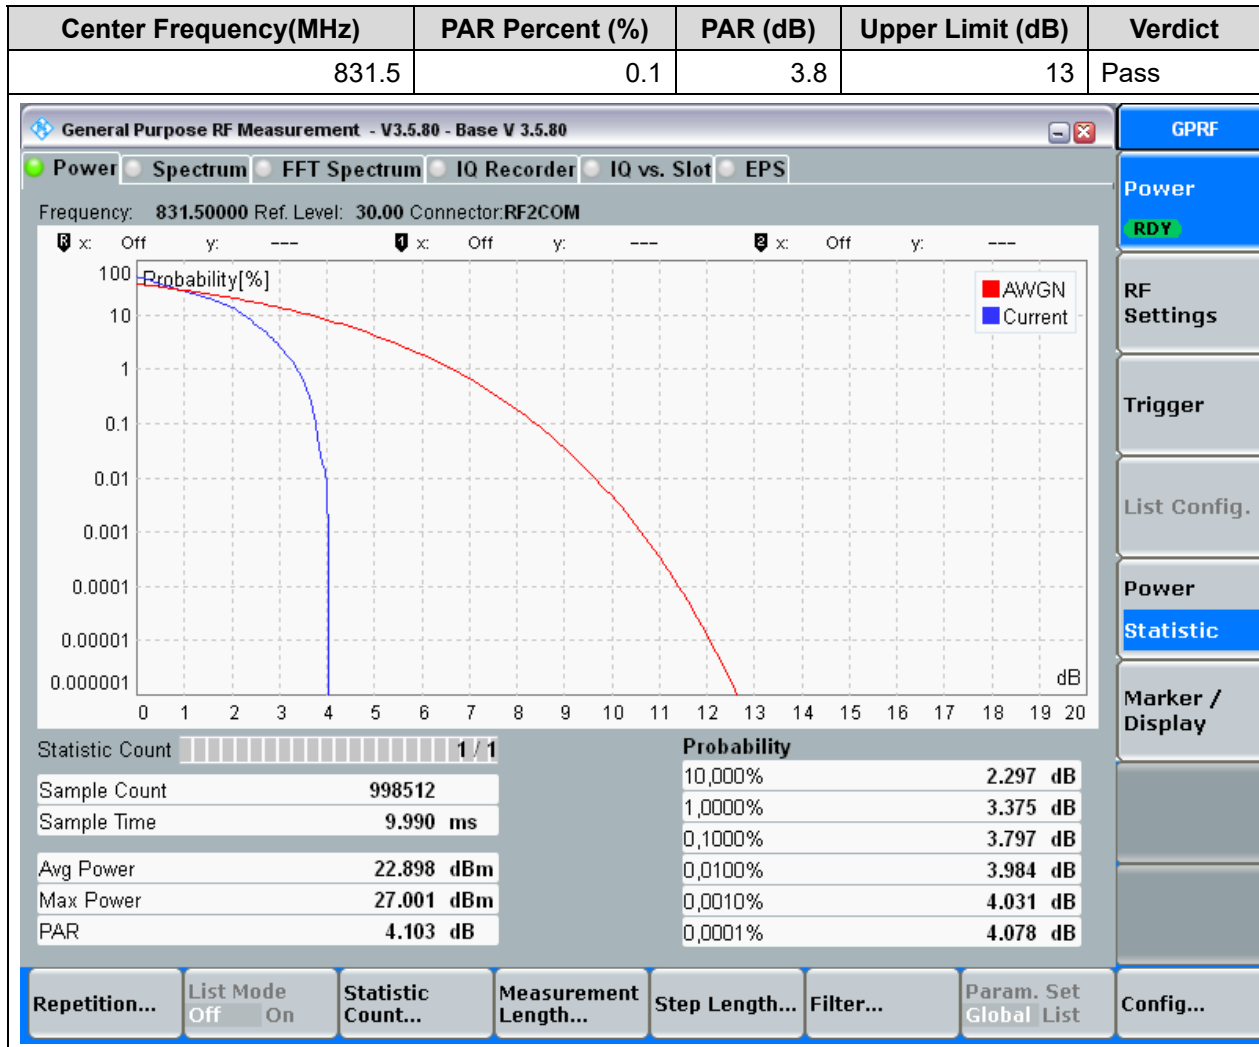 Center Frequency(MHz) PAR Percent (%) PAR (dB) Upper Limit (dB) Verdict
831.5 0.1 3.8 13 Pass
General Purpose RF Measurement - V3.5.80 - Base V 3.5.80
GPRF
Power Spectrum FFT Spectrum IQ Recorder IQ vs. Slot EPS
Power
RDY
Frequency: 831.50000 Ref. Level: 30.00 Connector:RF2COM
R x: Off y: --- 1 x: Off y: --- 2 x: Off y: ---
Probability[%]
AWGN
Current
100
10
1
0.1
0.01
0.001
0.0001
0.00001
0.000001
dB
0 1 2 3 4 5 6 7 8 9 10 11 12 13 14 15 16 17 18 19 20
RF
Settings
Trigger
List Config.
Power
Statistic
Marker /
Display
Statistic Count 1 / 1
Sample Count 998512
Sample Time 9.990 ms
Avg Power 22.898 dBm
Max Power 27.001 dBm
PAR 4.103 dB
Probability
10,000% 2.297 dB
1,0000% 3.375 dB
0,1000% 3.797 dB
0,0100% 3.984 dB
0,0010% 4.031 dB
0,0001% 4.078 dB
Repetition...
List Mode
Off On
Statistic
Count...
Measurement
Length...
Step Length...
Filter...
Param. Set
Global List
Config...